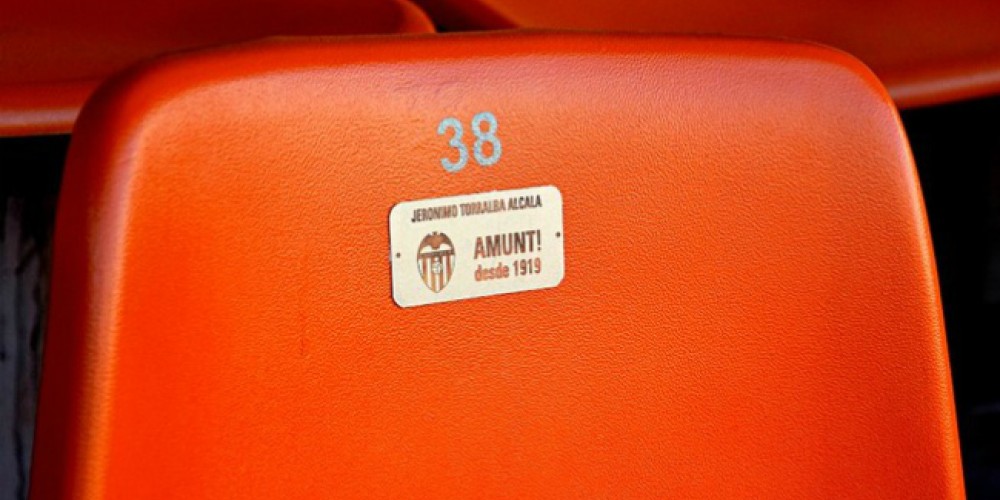 38
JERONIMO TORRALBA ALCALA
AMUNT!
desde 1919